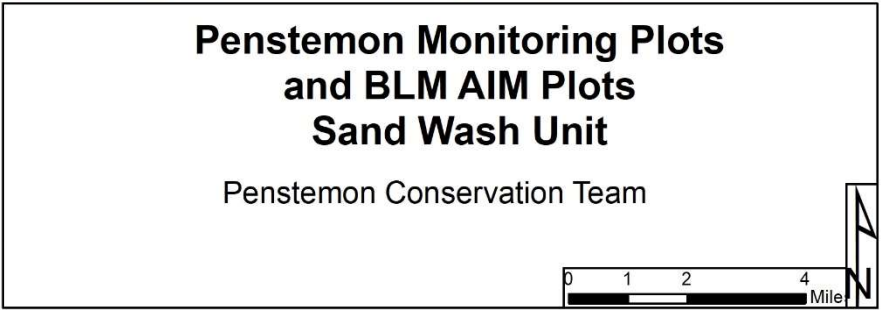 Penstemon Monitoring Plots
and BLM AIM Plots
Sand Wash Unit
Penstemon Conservation Team
0 1 2 4
Miles
N